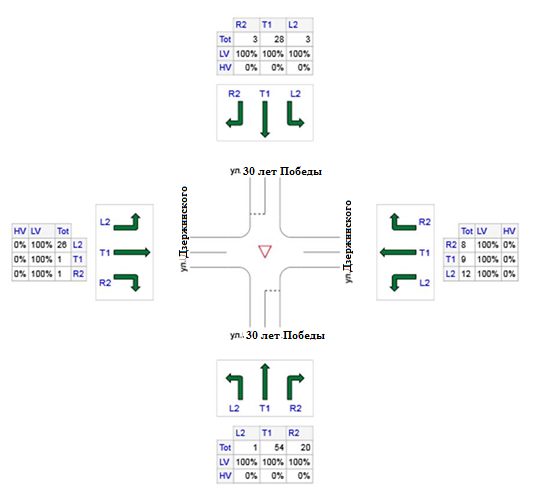 R2 T1 L2
Tot 3 28 3
LV 100% 100% 100%
HV 0% 0% 0%
R2 T1 L2
ул. 30 лет Победы
ул. Дзержинского
ул. Дзержинского
L2
T1
R2
HV LV Tot
0% 100% 26 L2
0% 100% 1 T1
0% 100% 1 R2
R2
T1
L2
Tot LV HV
R2 8 100% 0%
T1 9 100% 0%
L2 12 100% 0%
ул. 30 лет Победы
L2 T1 R2
L2 T1 R2
Tot 1 54 20
LV 100% 100% 100%
HV 0% 0% 0%